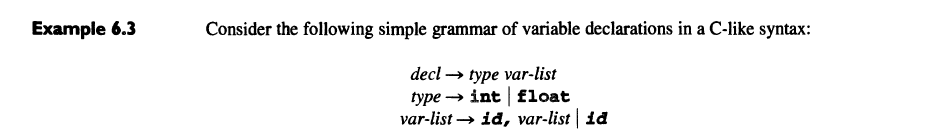 Example 6.3 Consider the following simple grammar of variable declarations in a C-like syntax:
decl → type var-list
type → int | float
var-list → id, var-list | id